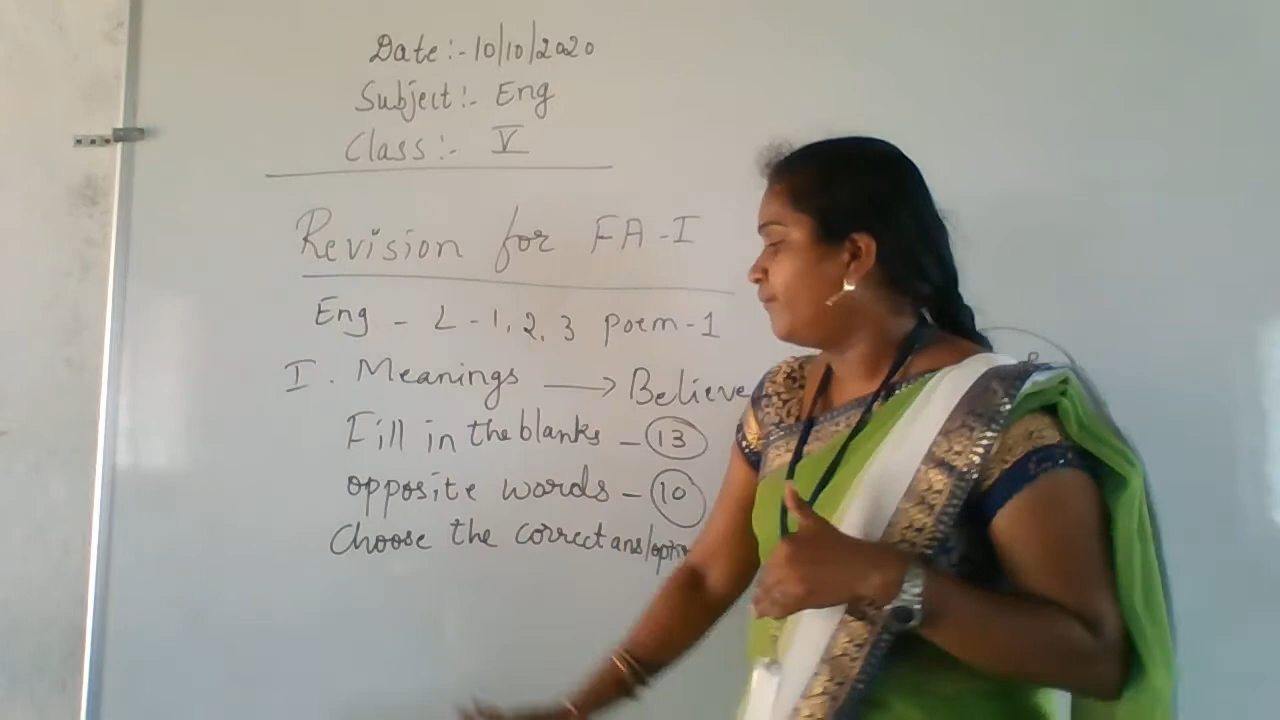 Date:-10/10/2020
Subject:- Eng
Class:- V
Revision for FA-I
Eng - L-1, 2, 3 poem-1
I. Meanings → Believe
Fill in the blanks - 13
opposite words - 10
Choose the correct ans/optio